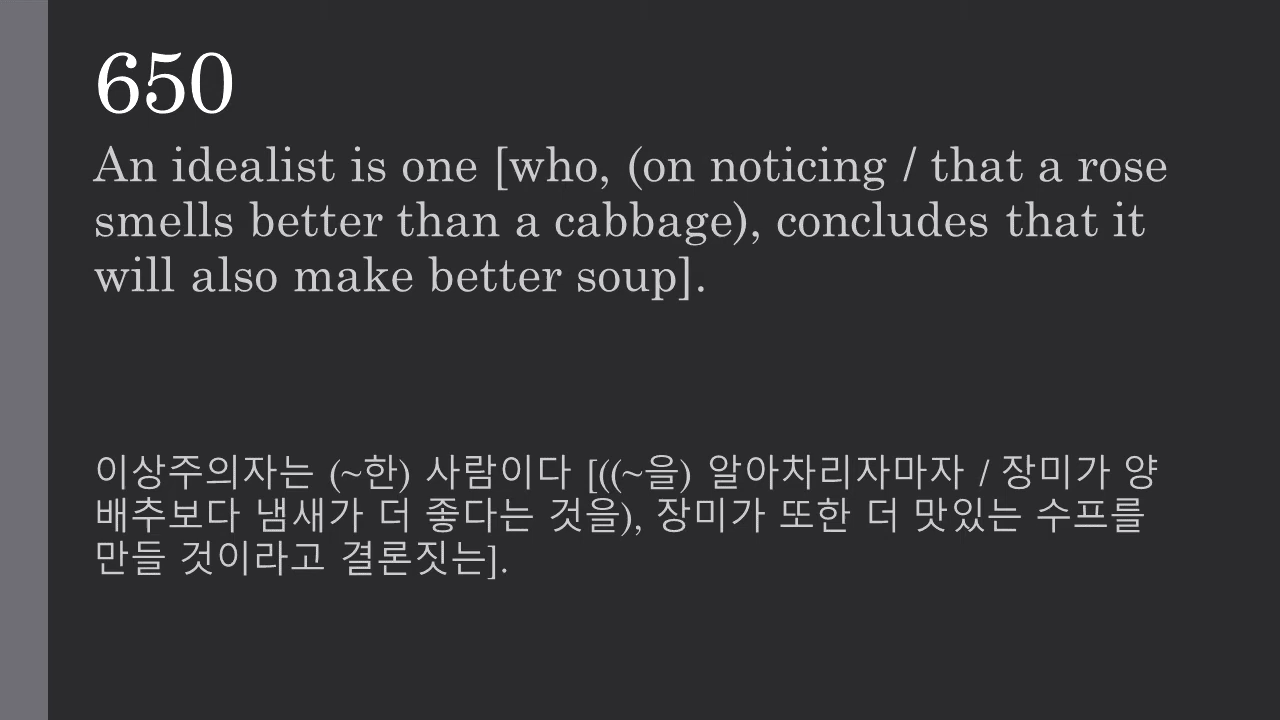 650
An idealist is one [who, (on noticing / that a rose
smells better than a cabbage), concludes that it
will also make better soup].
이상주의자는 (~한) 사람이다 [((~을) 알아차리자마자 / 장미가 양
배추보다 냄새가 더 좋다는 것을), 장미가 또한 더 맛있는 수프를
만들 것이라고 결론짓는].